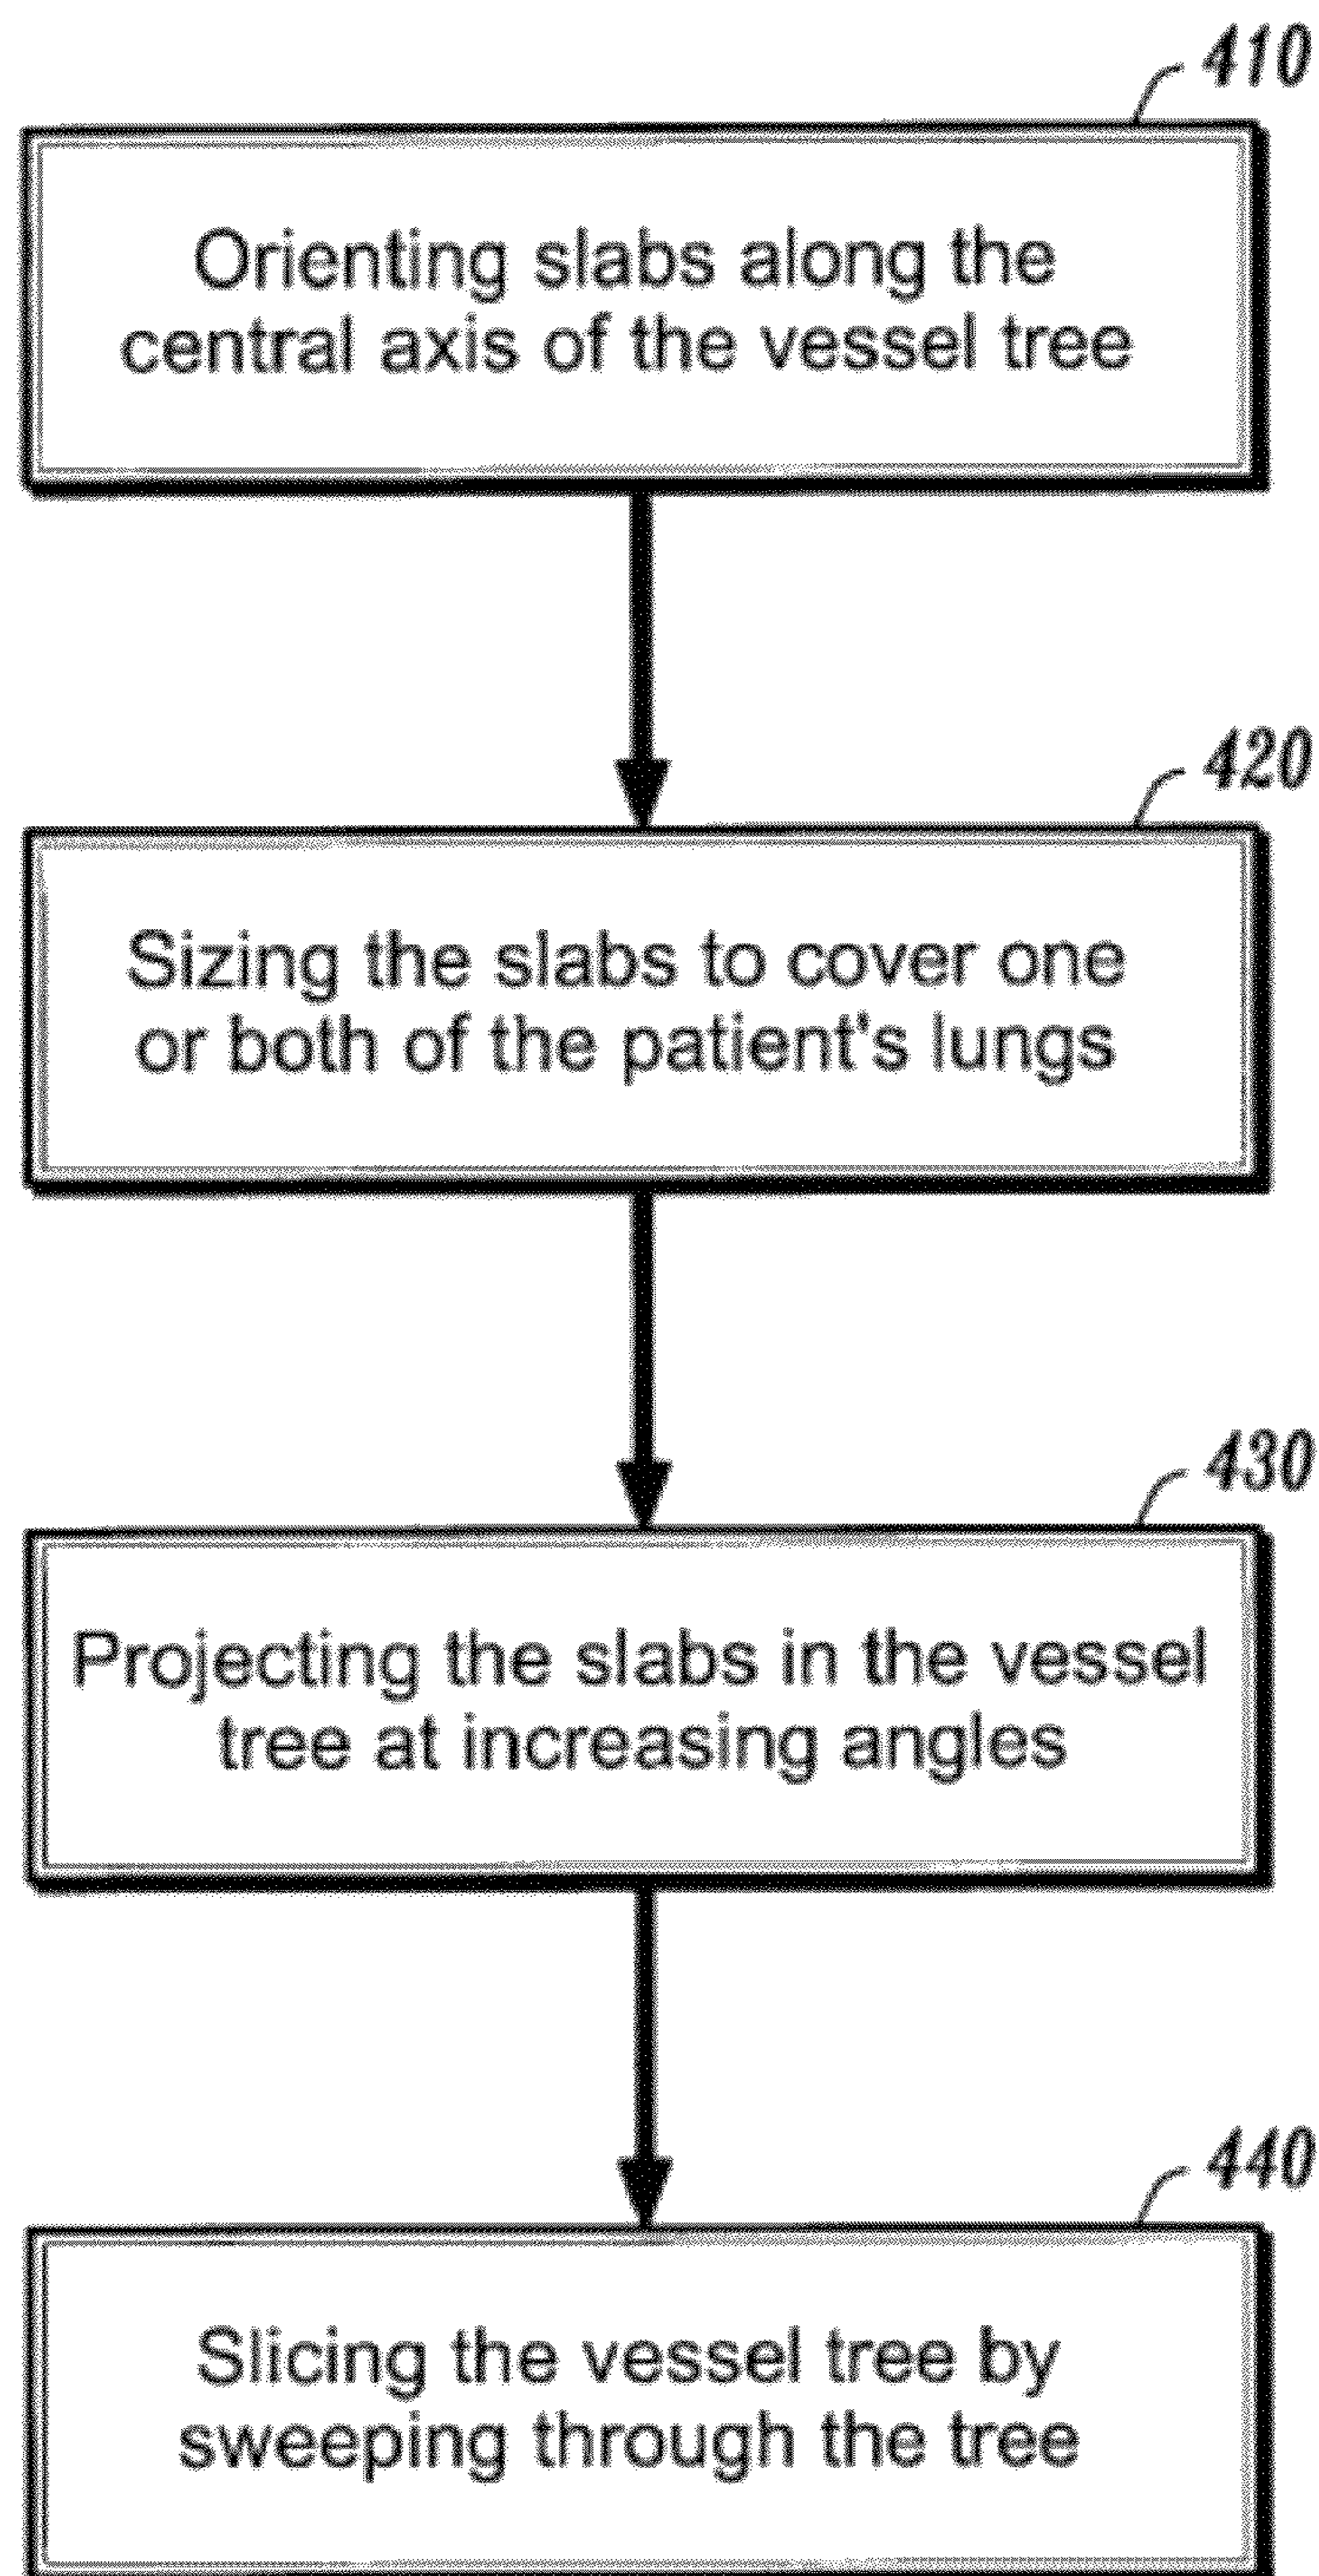 410
Orienting slabs along the
central axis of the vessel tree
420
Sizing the slabs to cover one
or both of the patient's lungs
430
Projecting the slabs in the vessel
tree at increasing angles
440
Slicing the vessel tree by
sweeping through the tree